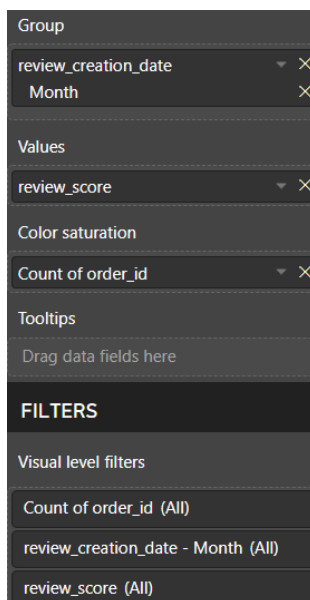 Group
review_creation_date
Month
Values
review_score
Color saturation
Count of order_id
Tooltips
Drag data fields here
FILTERS
Visual level filters
Count of order_id (All)
review_creation_date - Month (All)
review_score (All)